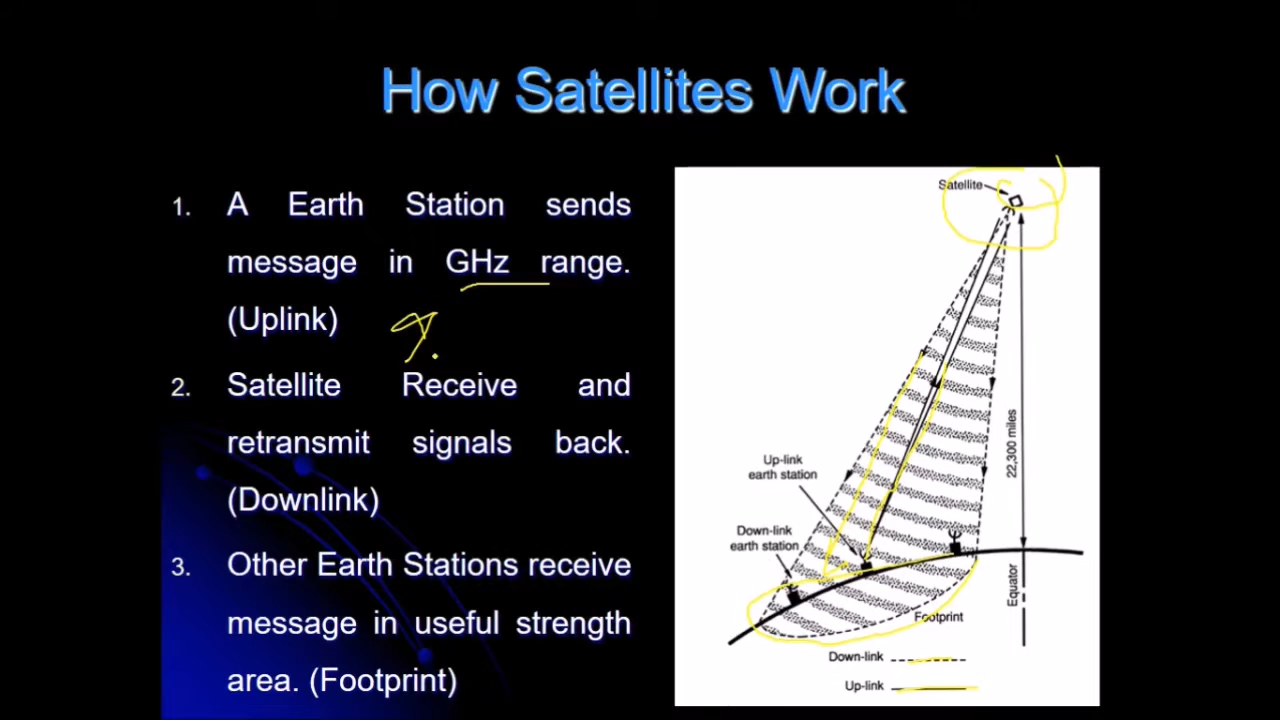 How Satellites Work
1. A Earth Station sends
message in GHz range.
(Uplink)
2. Satellite Receive and
retransmit signals back.
(Downlink)
3. Other Earth Stations receive
message in useful strength
area. (Footprint)
Satellite
22,300 miles
Up-link
earth station
Down-link
earth station
Equator
Footprint
Down-link
Up-link